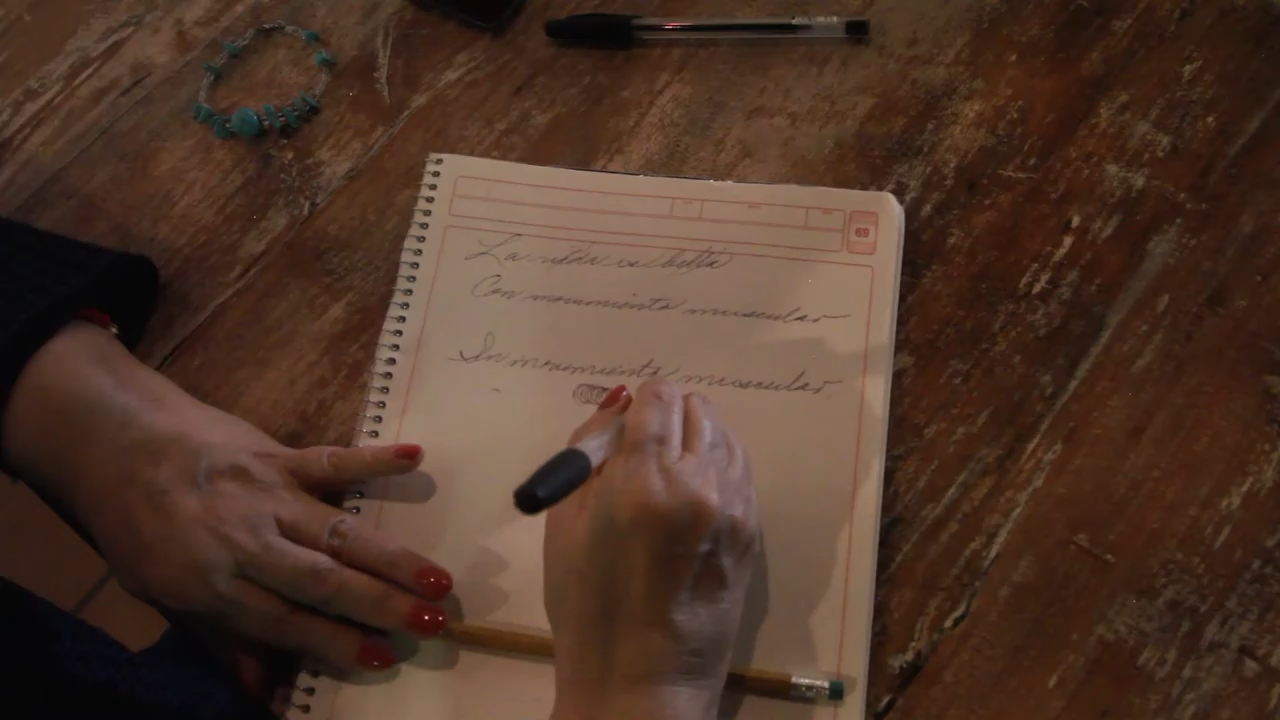 69
La vida es bella
Con movimiento muscular
Sin movimiento muscular